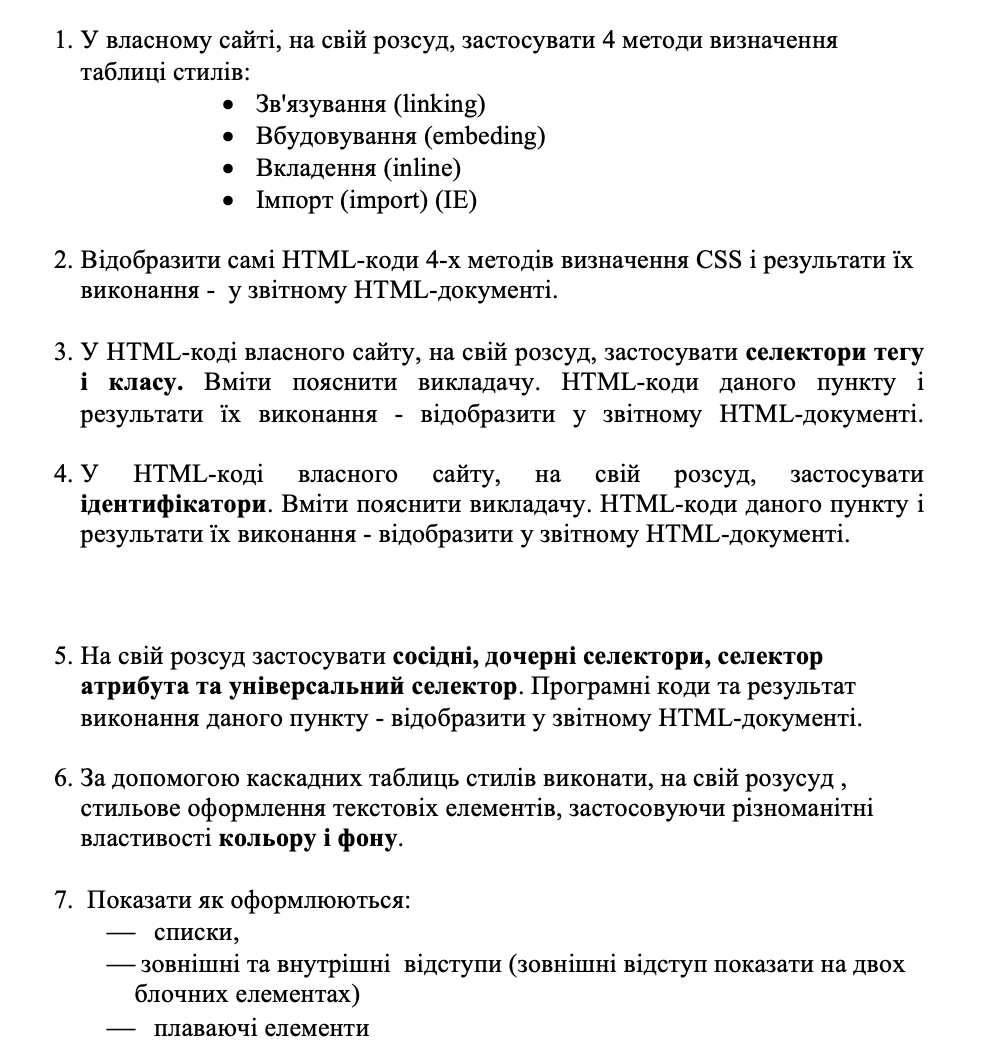 1. У власному сайті, на свій розсуд, застосувати 4 методи визначення
таблиці стилів:
• Зв'язування (linking)
• Вбудовування (embeding)
• Вкладення (inline)
• Імпорт (import) (IE)
2. Відобразити самі HTML-коди 4-х методів визначення CSS і результати їх
виконання - у звітному HTML-документі.
3. У HTML-коді власного сайту, на свій розсуд, застосувати селектори тегу
і класу. Вміти пояснити викладачу. HTML-коди даного пункту і
результати їх виконання - відобразити у звітному HTML-документі.
4. У HTML-коді власного сайту, на свій розсуд, застосувати
ідентифікатори. Вміти пояснити викладачу. HTML-коди даного пункту і
результати їх виконання - відобразити у звітному HTML-документі.
5. На свій розсуд застосувати сосідні, дочерні селектори, селектор
атрибута та універсальний селектор. Програмні коди та результат
виконання даного пункту - відобразити у звітному HTML-документі.
6. За допомогою каскадних таблиць стилів виконати, на свій розусуд ,
стильове оформлення текстовіх елементів, застосовуючи різноманітні
властивості кольору і фону.
7. Показати як оформлюються:
— списки,
— зовнішні та внутрішні відступи (зовнішні відступ показати на двох
блочних елементах)
— плаваючі елементи